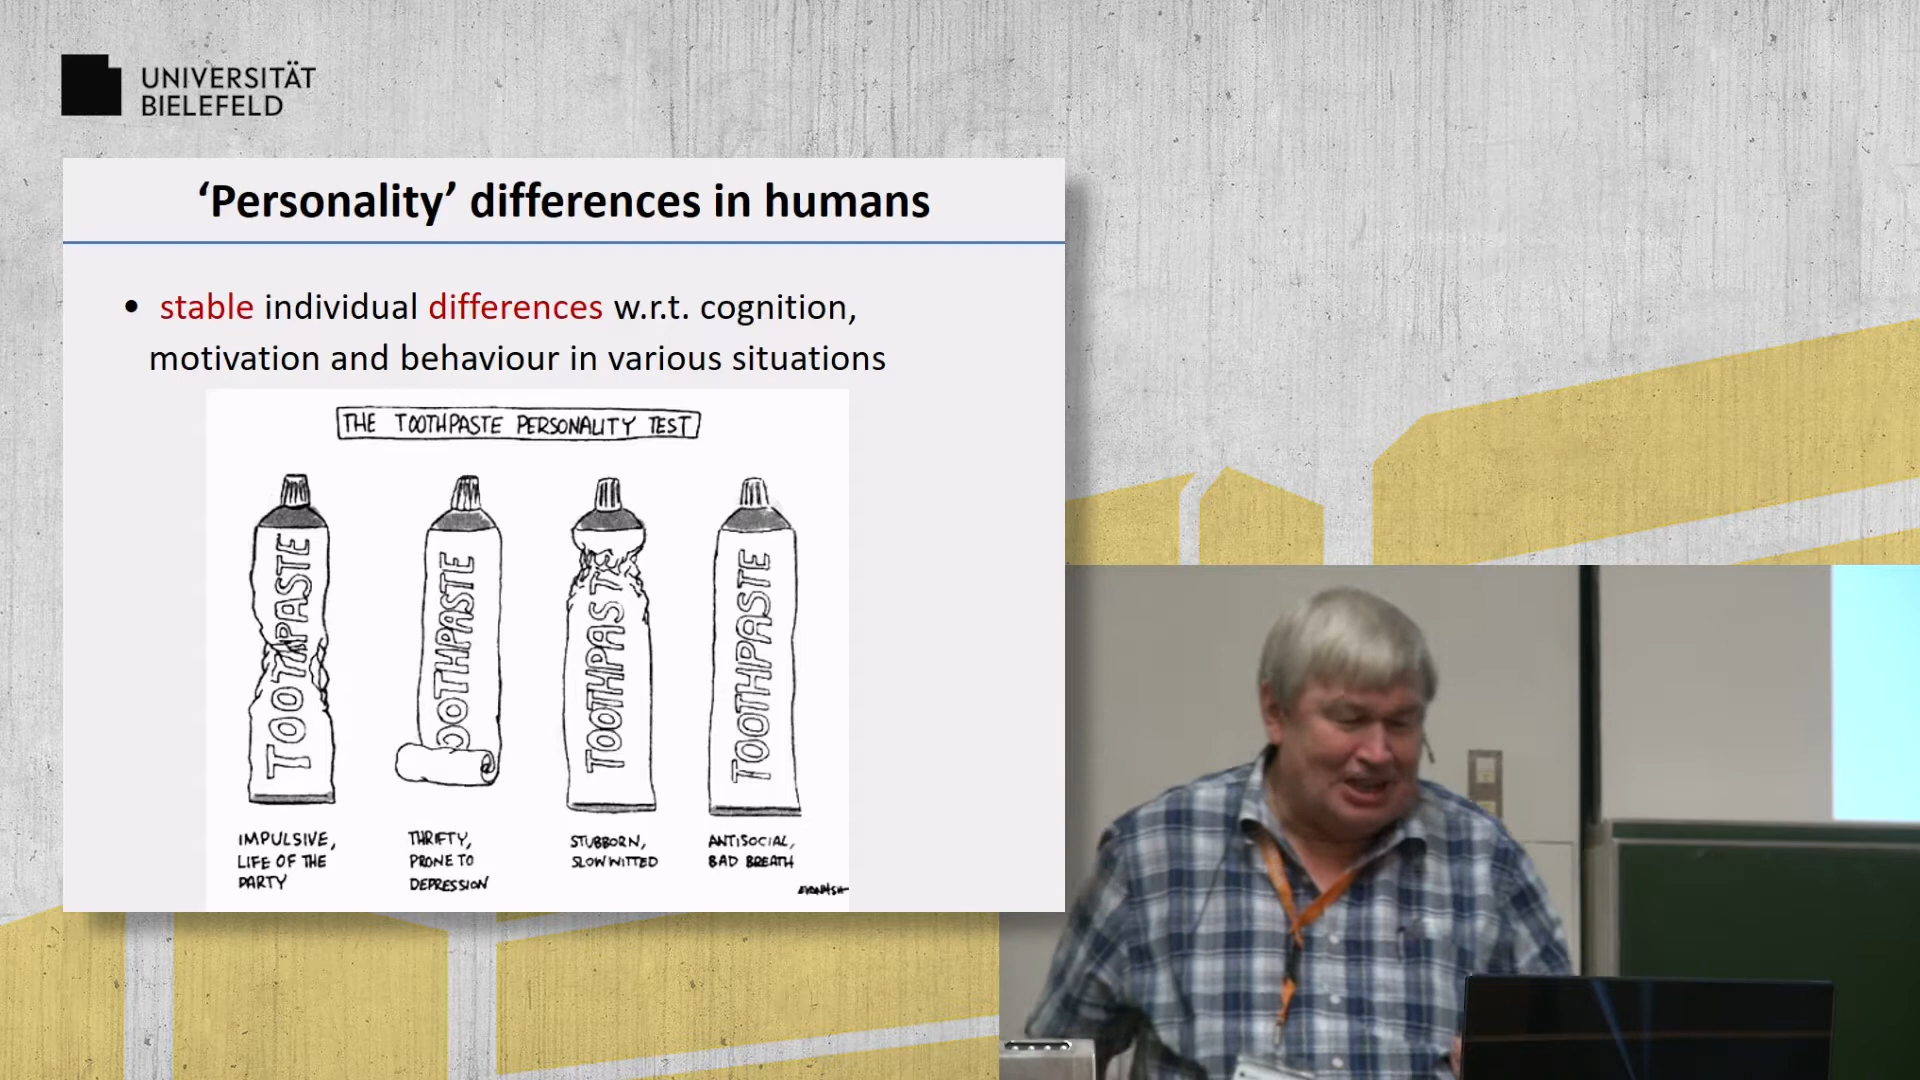 UNIVERSITÄT
BIELEFELD
‘Personality’ differences in humans
• stable individual differences w.r.t. cognition,
motivation and behaviour in various situations
THE TOOTHPASTE PERSONALITY TEST
TOOTHPASTE
OOTHPASTE
TOOTHPASTE
TOOTHPASTE
IMPULSIVE,
LIFE OF THE
PARTY
THRIFTY,
PRONE TO
DEPRESSION
STUBBORN,
SLOW WITTED
ANTISOCIAL,
BAD BREATH